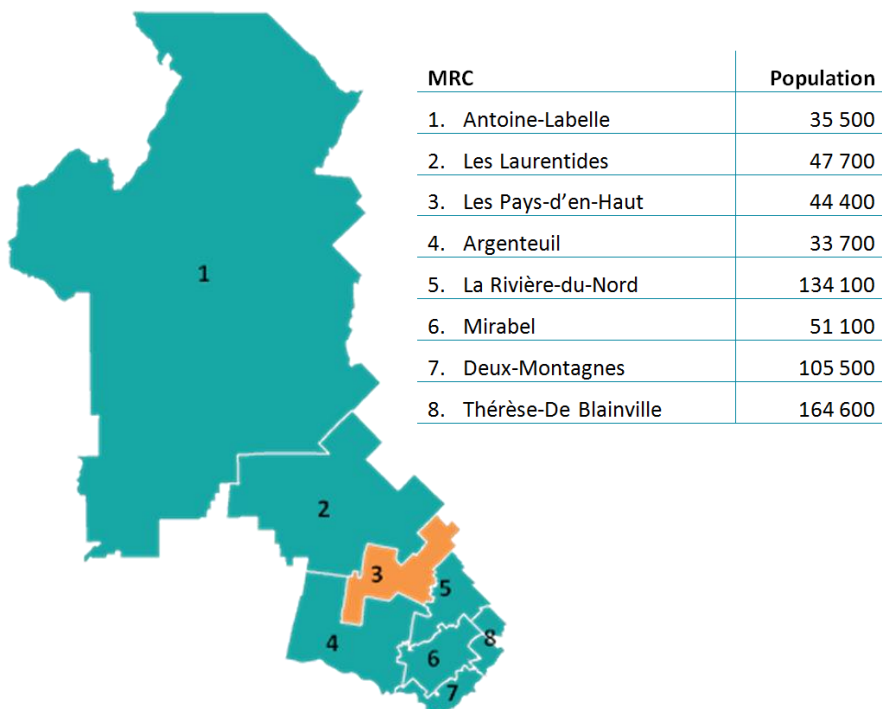 MRC Population
1. Antoine-Labelle 35 500
2. Les Laurentides 47 700
3. Les Pays-d’en-Haut 44 400
4. Argenteuil 33 700
5. La Rivière-du-Nord 134 100
6. Mirabel 51 100
7. Deux-Montagnes 105 500
8. Thérèse-De Blainville 164 600
1
2
3
5
4
8
6
7